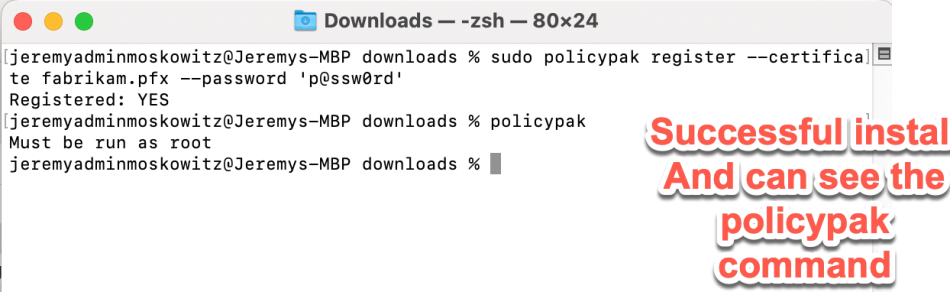 Downloads — -zsh — 80×24
[jeremyadminmoskowitz@Jeremys-MBP downloads % sudo policypak register --certifica]
te fabrikam.pfx --password 'p@ssw0rd'
Registered: YES
[jeremyadminmoskowitz@Jeremys-MBP downloads % policypak ]
Must be run as root
jeremyadminmoskowitz@Jeremys-MBP downloads %
Successful instal
And can see the
policypak
command